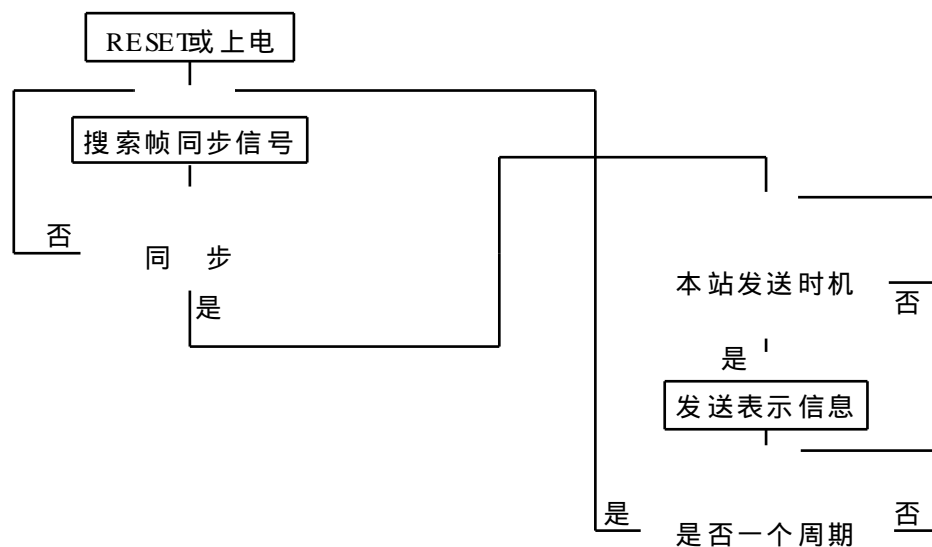 RESET或上电
搜索帧同步信号
否
同 步
是
本站发送时机
否
是
发送表示信息
是
是否一个周期
否